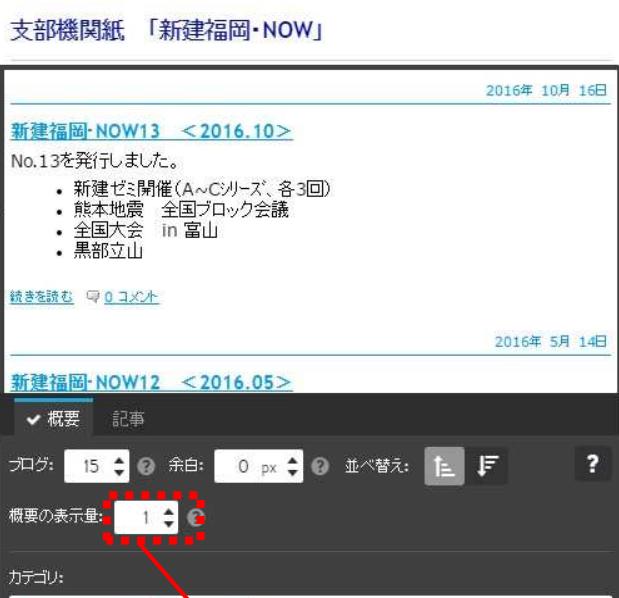 支部機関紙　「新建福岡・NOW」
2016年 10月 16日
新建福岡・NOW13　＜2016.10＞
No.13を発行しました。
• 新建ゼミ開催（A～Cシリーズ、各3回）
• 熊本地震　全国ブロック会議
• 全国大会　in 富山
• 黒部立山
続きを読む 0 コメント
2016年 5月 14日
新建福岡・NOW12　＜2016.05＞
✔ 概要 記事
ブログ: 15 ? 余白: 0 px ? 並べ替え: ?
概要の表示量: 1 ?
カテゴリ: